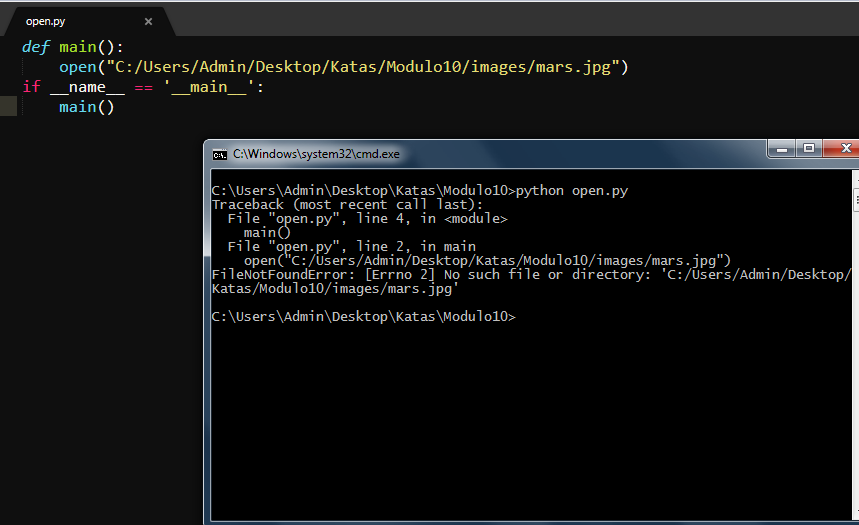 open.py ×
def main():
    open("C:/Users/Admin/Desktop/Katas/Modulo10/images/mars.jpg")
if __name__ == '__main__':
    main()
C:\Windows\system32\cmd.exe
C:\Users\Admin\Desktop\Katas\Modulo10>python open.py
Traceback (most recent call last):
  File "open.py", line 4, in <module>
    main()
  File "open.py", line 2, in main
    open("C:/Users/Admin/Desktop/Katas/Modulo10/images/mars.jpg")
FileNotFoundError: [Errno 2] No such file or directory: 'C:/Users/Admin/Desktop/
Katas/Modulo10/images/mars.jpg'
C:\Users\Admin\Desktop\Katas\Modulo10>